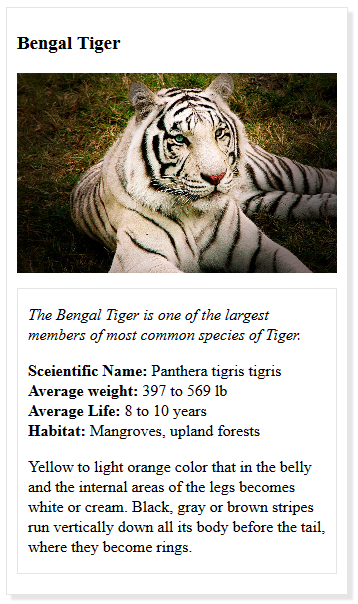 Bengal Tiger
The Bengal Tiger is one of the largest
members of most common species of Tiger.
Sceientific Name: Panthera tigris tigris
Average weight: 397 to 569 lb
Average Life: 8 to 10 years
Habitat: Mangroves, upland forests
Yellow to light orange color that in the belly
and the internal areas of the legs becomes
white or cream. Black, gray or brown stripes
run vertically down all its body before the tail,
where they become rings.